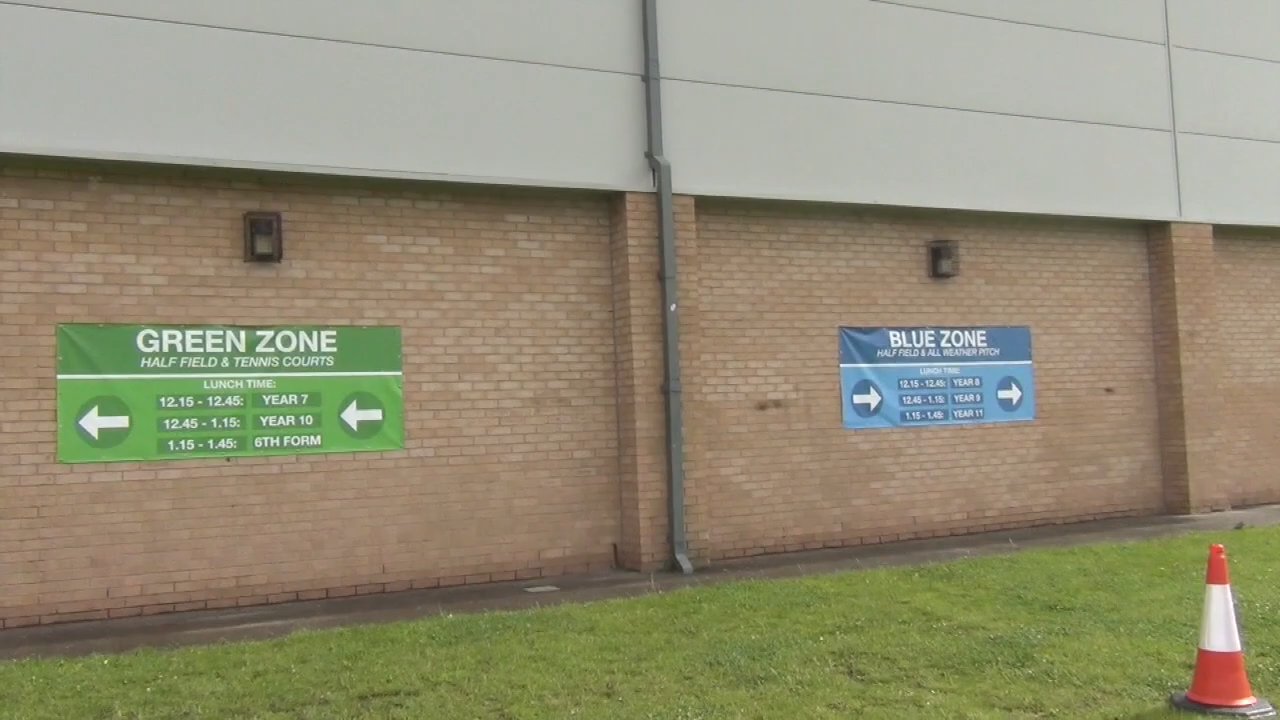 GREEN ZONE
HALF FIELD & TENNIS COURTS
LUNCH TIME:
12.15 - 12.45: YEAR 7
12.45 - 1.15: YEAR 10
1.15 - 1.45: 6TH FORM
BLUE ZONE
HALF FIELD & ALL WEATHER PITCH
LUNCH TIME:
12.15 - 12.45: YEAR 8
12.45 - 1.15: YEAR 9
1.15 - 1.45: YEAR 11